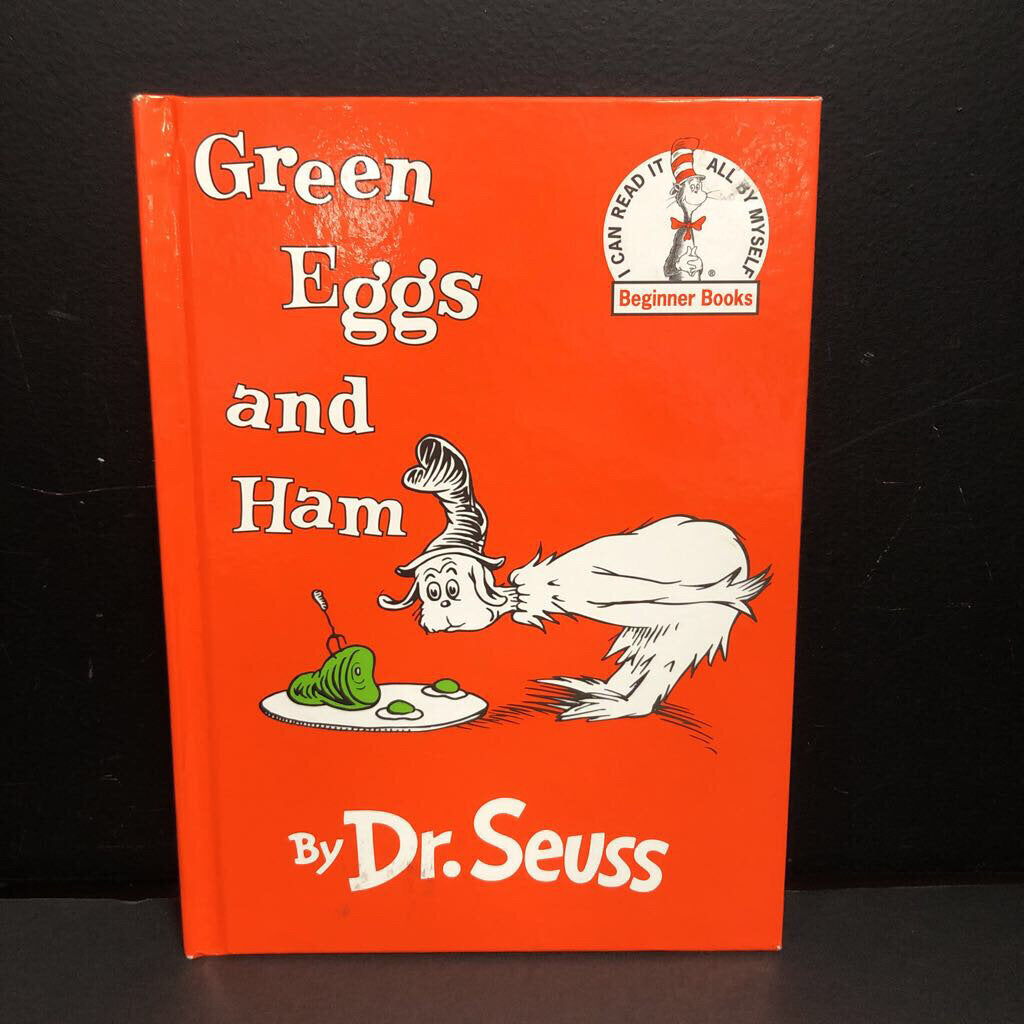 Green
Eggs
and
Ham
I CAN READ IT ALL BY MYSELF
®
Beginner Books
By Dr. Seuss